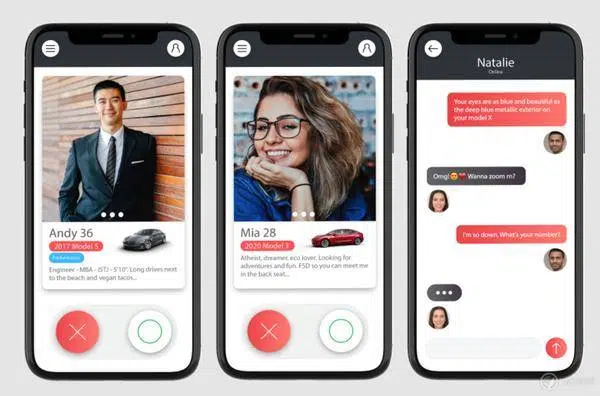 Andy 36
2017 Model S
Performance
Engineer - MBA - ISTJ - 5'10". Long drives next
to the beach and vegan tacos...
Mia 28
2020 Model 3
Atheist, dreamer, eco lover. Looking for
adventures and fun. FSD so you can meet me
in the back seat...
Natalie
Online
Your eyes are as blue and beautiful as
the deep blue metallic exterior on
your model X
Omg!😍❤️ Wanna zoom m?
I'm so down. What's your number?